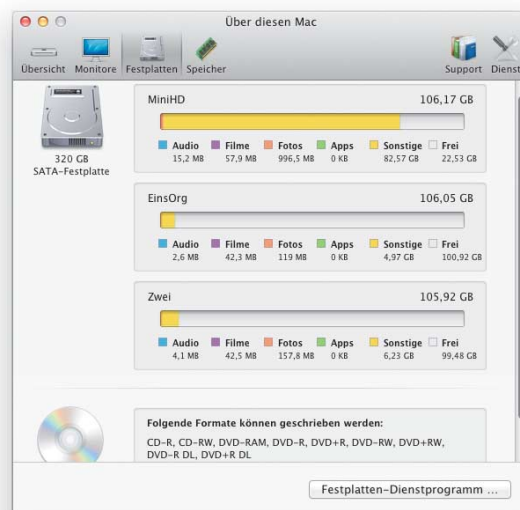 Über diesen Mac
Übersicht Monitore Festplatten Speicher Support Dienst
320 GB
SATA-Festplatte
MiniHD 106,17 GB
Audio Filme Fotos Apps Sonstige Frei
15,2 MB 57,9 MB 996,5 MB 0 KB 82,57 GB 22,53 GB
EinsOrg 106,05 GB
Audio Filme Fotos Apps Sonstige Frei
2,6 MB 42,3 MB 119 MB 0 KB 4,97 GB 100,92 GB
Zwei 105,92 GB
Audio Filme Fotos Apps Sonstige Frei
4,1 MB 42,5 MB 157,8 MB 0 KB 6,23 GB 99,48 GB
Folgende Formate können geschrieben werden:
CD-R, CD-RW, DVD-RAM, DVD-R, DVD+R, DVD-RW, DVD+RW,
DVD-R DL, DVD+R DL
Festplatten-Dienstprogramm ...